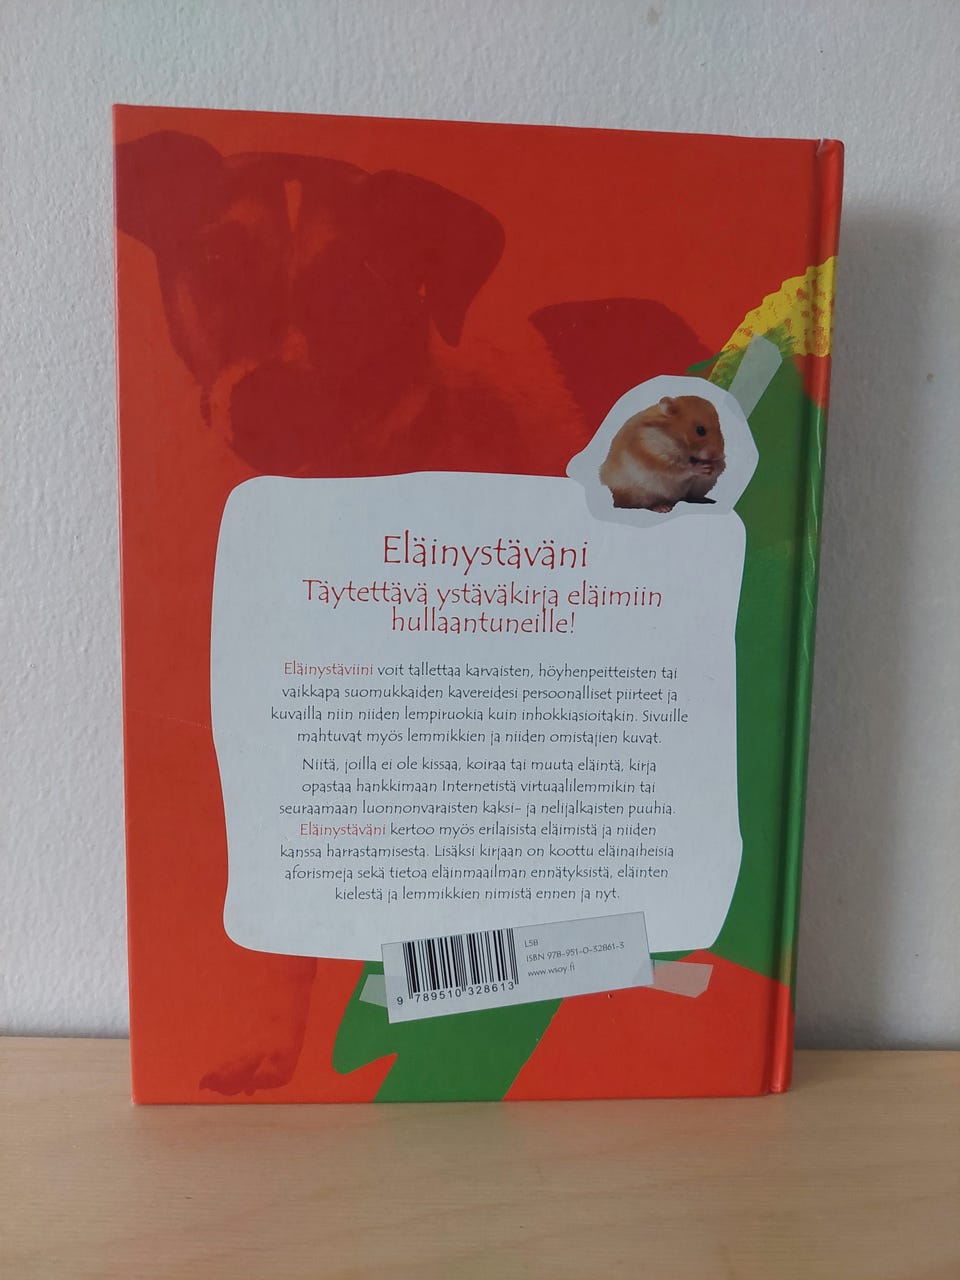 Eläinystäväni
Täytettävä ystäväkirja eläimiin
hullaantuneille!
Eläinystäviini voit tallettaa karvaisten, höyhenpeitteisten tai
vaikkapa suomukkaiden kavereidesi persoonalliset piirteet ja
kuvailla niin niiden lempiruokia kuin inhokkiasioitakin. Sivuille
mahtuvat myös lemmikkien ja niiden omistajien kuvat.
Niitä, joilla ei ole kissaa, koiraa tai muuta eläintä, kirja
opastaa hankkimaan Internetistä virtuaalilemmikin tai
seuraamaan luonnonvaraisten kaksi- ja nelijalkaisten puuhia.
Eläinystäväni kertoo myös erilaisista eläimistä ja niiden
kanssa harrastamisesta. Lisäksi kirjaan on koottu eläinaiheisia
aforismeja sekä tietoa eläinmaailman ennätyksistä, eläinten
kielestä ja lemmikkien nimistä ennen ja nyt.
L58
ISBN 978-951-0-32861-3
www.wsoy.fi
9 789510 328613